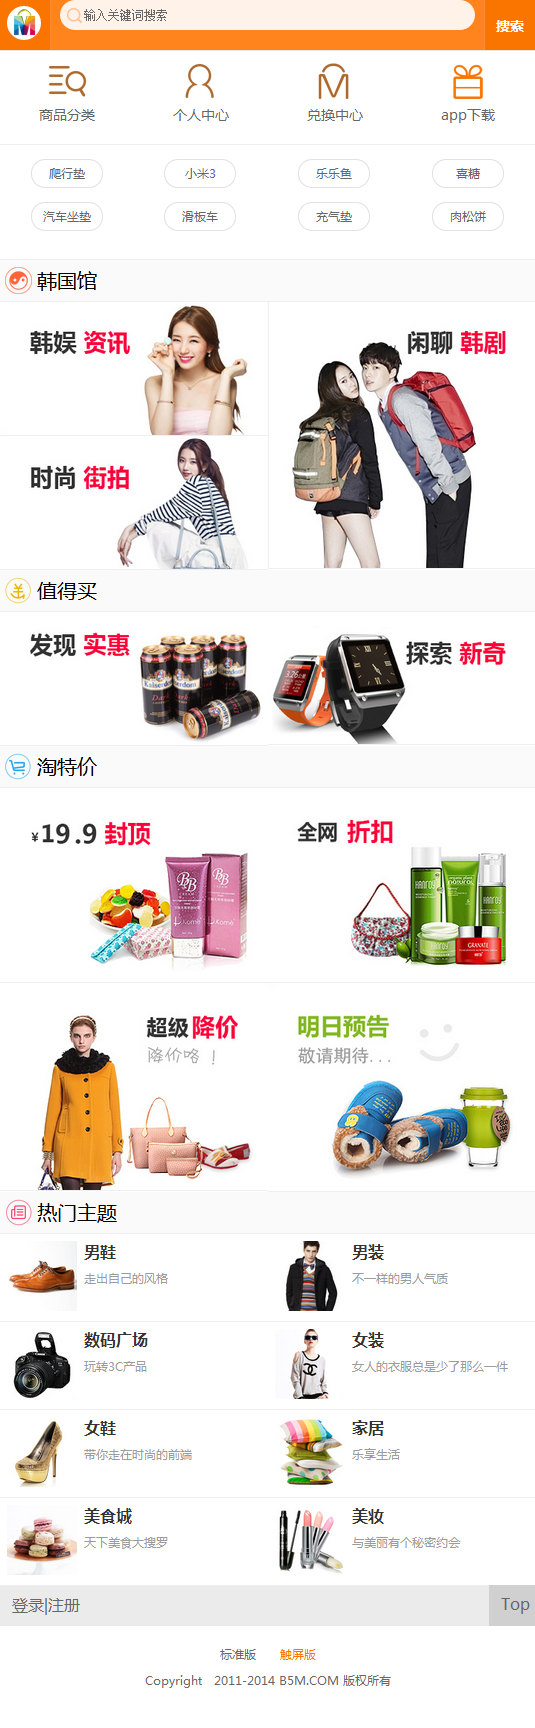 输入关键词搜索
搜索
商品分类 个人中心 兑换中心 app下载
爬行垫 小米3 乐乐鱼 喜糖
汽车坐垫 滑板车 充气垫 肉松饼
韩国馆
韩娱 资讯
闲聊 韩剧
时尚 街拍
值得买
发现 实惠
探索 新奇
Kaiserdom
淘特价
¥19.9 封顶
全网 折扣
超级 降价
降价咯！
明日预告
敬请期待...
热门主题
男鞋
走出自己的风格
男装
不一样的男人气质
数码广场
玩转3C产品
女装
女人的衣服总是少了那么一件
女鞋
带你走在时尚的前端
家居
乐享生活
美食城
天下美食大搜罗
美妆
与美丽有个秘密约会
登录|注册
Top
标准版 触屏版
Copyright 2011-2014 B5M.COM 版权所有